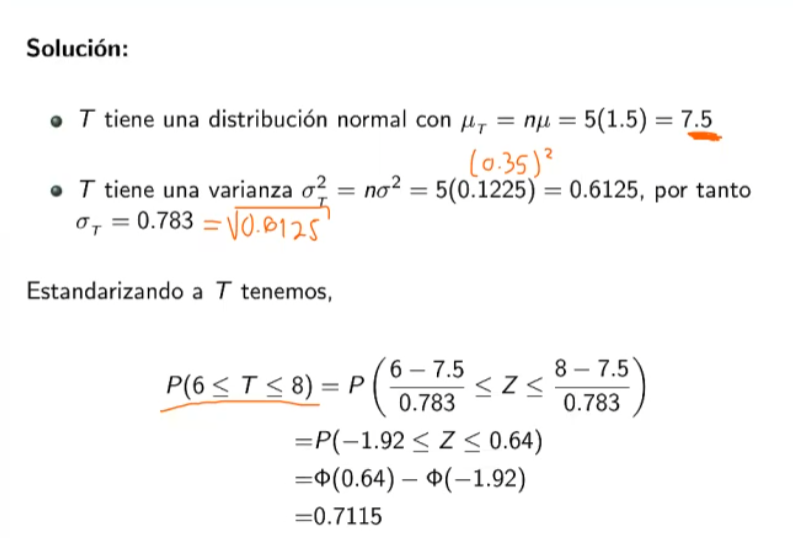 Solución:
• T tiene una distribución normal con μ_T = nμ = 5(1.5) = 7.5
(0.35)²
• T tiene una varianza σ²_T = nσ² = 5(0.1225) = 0.6125, por tanto
σ_T = 0.783 = √0.6125
Estandarizando a T tenemos,
P(6 ≤ T ≤ 8) = P((6 − 7.5)/0.783 ≤ Z ≤ (8 − 7.5)/0.783)
=P(−1.92 ≤ Z ≤ 0.64)
=Φ(0.64) − Φ(−1.92)
=0.7115